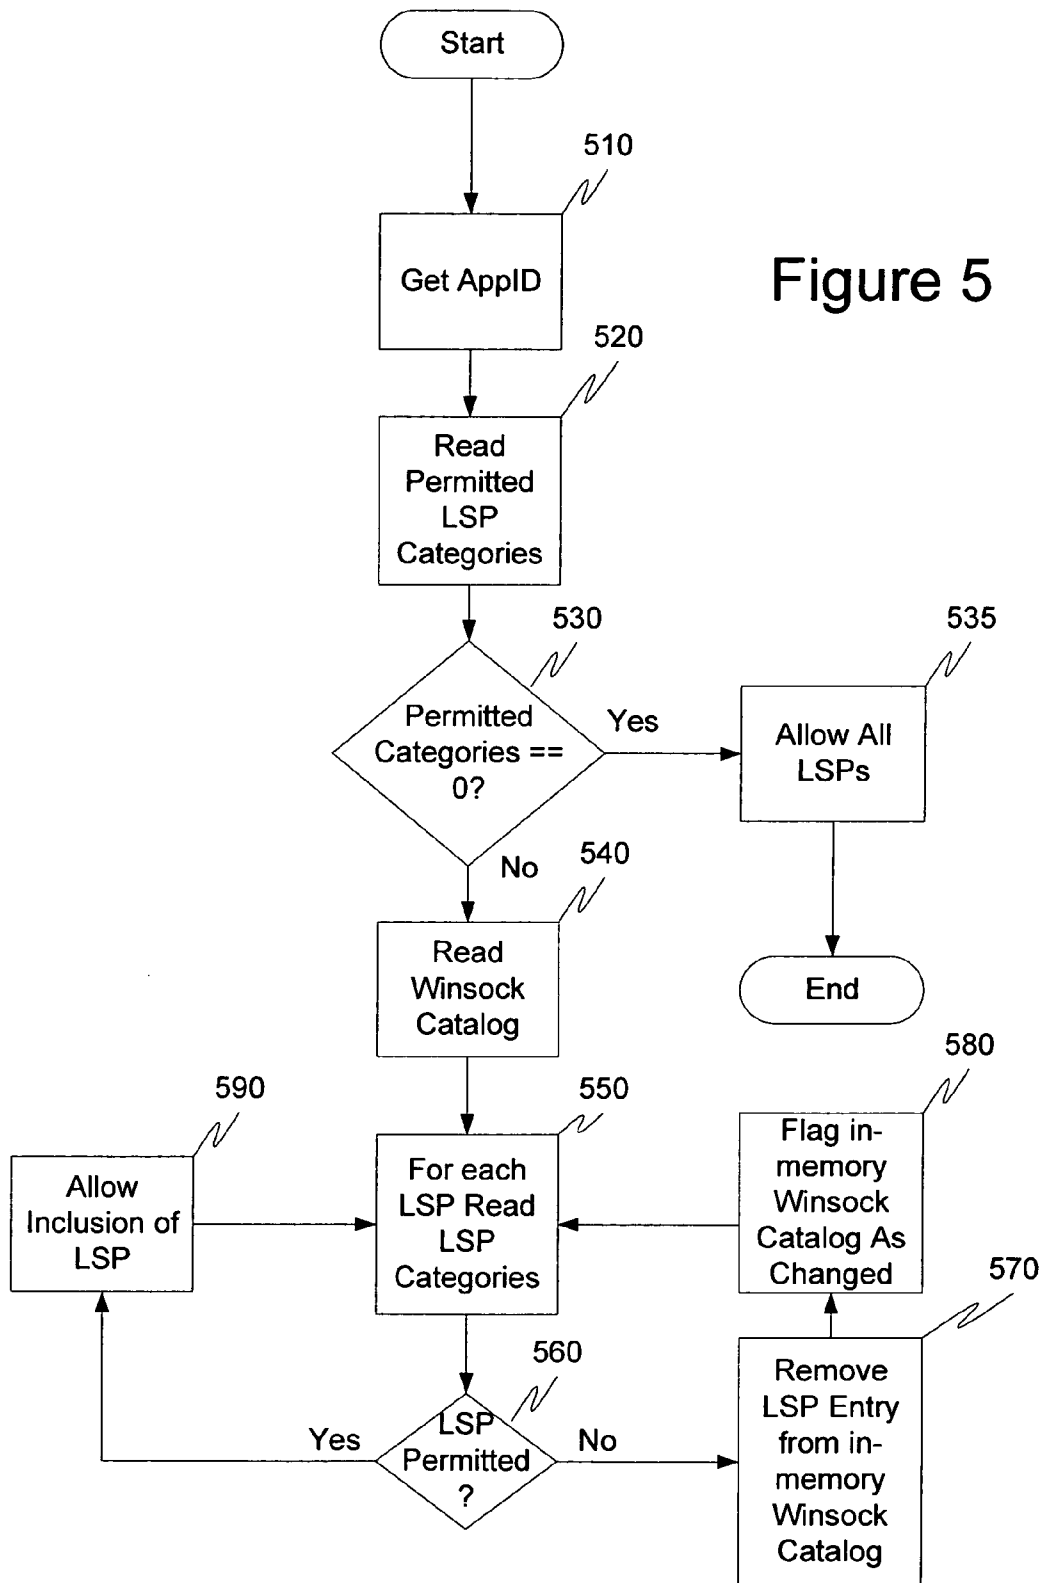 Start
510
Get AppID
Figure 5
520
Read
Permitted
LSP
Categories
530
535
Permitted
Categories ==
0?
Yes
Allow All
LSPs
No
540
Read
Winsock
Catalog
End
580
590
550
Flag in-
memory
Winsock
Catalog As
Changed
Allow
Inclusion of
LSP
For each
LSP Read
LSP
Categories
570
560
LSP
Permitted
?
Yes
No
Remove
LSP Entry
from in-
memory
Winsock
Catalog